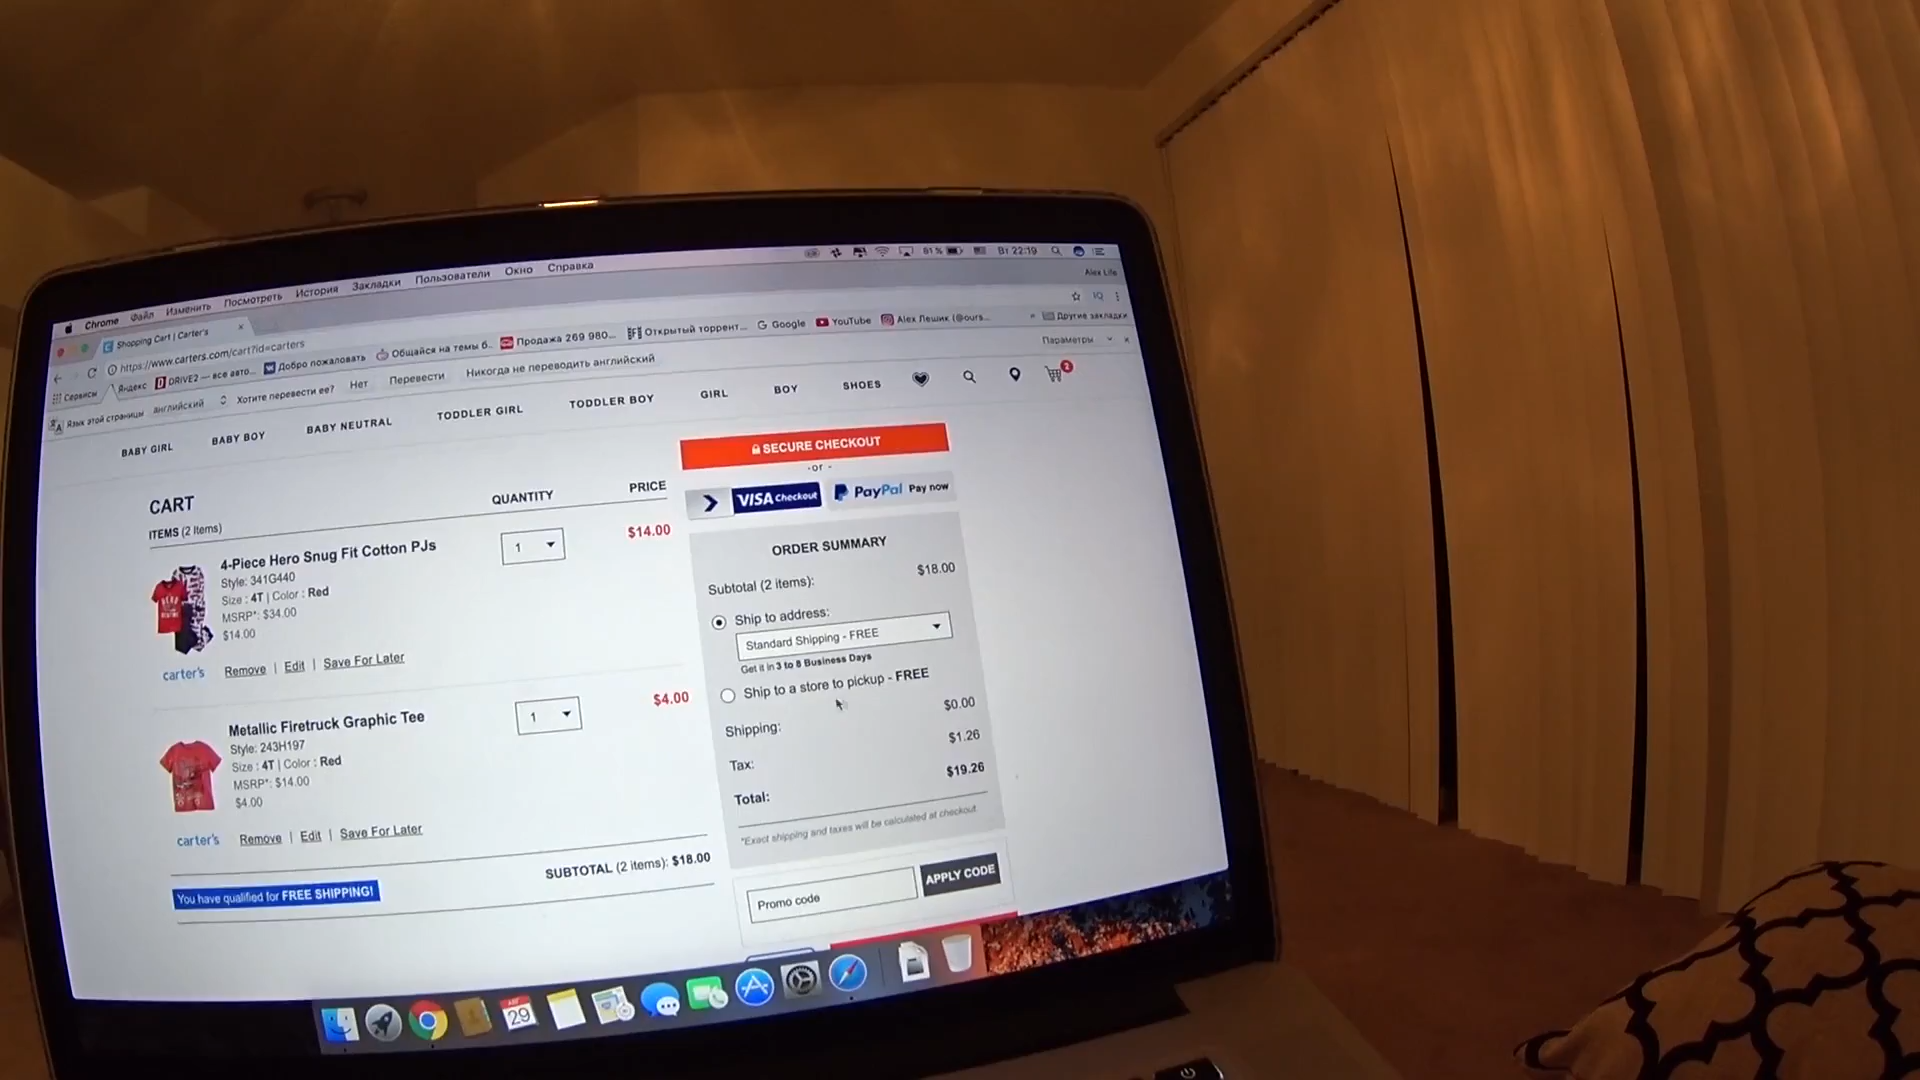 Chrome Файл Изменить Посмотреть История Закладки Пользователи Окно Справка 91% Вт 22:19
Shopping Cart | Carter's
Alex Life
https://www.carters.com/cart?id=carters
Сервисы Яндекс DRIVE2 — все авто... Добро пожаловать Общайся на темы б... Продажа 269 980... Открытый торрент... Google YouTube Alex Лешик (@ours... Другие закладки
Язык этой страницы английский Хотите перевести ее? Нет Перевести Никогда не переводить английский Параметры
BABY GIRL BABY BOY BABY NEUTRAL TODDLER GIRL TODDLER BOY GIRL BOY SHOES 2
CART
ITEMS (2 Items) QUANTITY PRICE
4-Piece Hero Snug Fit Cotton PJs
Style: 341G440
Size : 4T | Color : Red
MSRP*: $34.00
$14.00
1
$14.00
carter's Remove | Edit | Save For Later
Metallic Firetruck Graphic Tee
Style: 243H197
Size : 4T | Color : Red
MSRP*: $14.00
$4.00
1
$4.00
carter's Remove | Edit | Save For Later
SUBTOTAL (2 items): $18.00
You have qualified for FREE SHIPPING!
SECURE CHECKOUT
- or -
VISA Checkout PayPal Pay now
ORDER SUMMARY
Subtotal (2 items): $18.00
Ship to address:
Standard Shipping - FREE
Get it in 3 to 8 Business Days
Ship to a store to pickup - FREE
Shipping: $0.00
Tax: $1.26
Total: $19.26
*Exact shipping and taxes will be calculated at checkout.
Promo code APPLY CODE
29